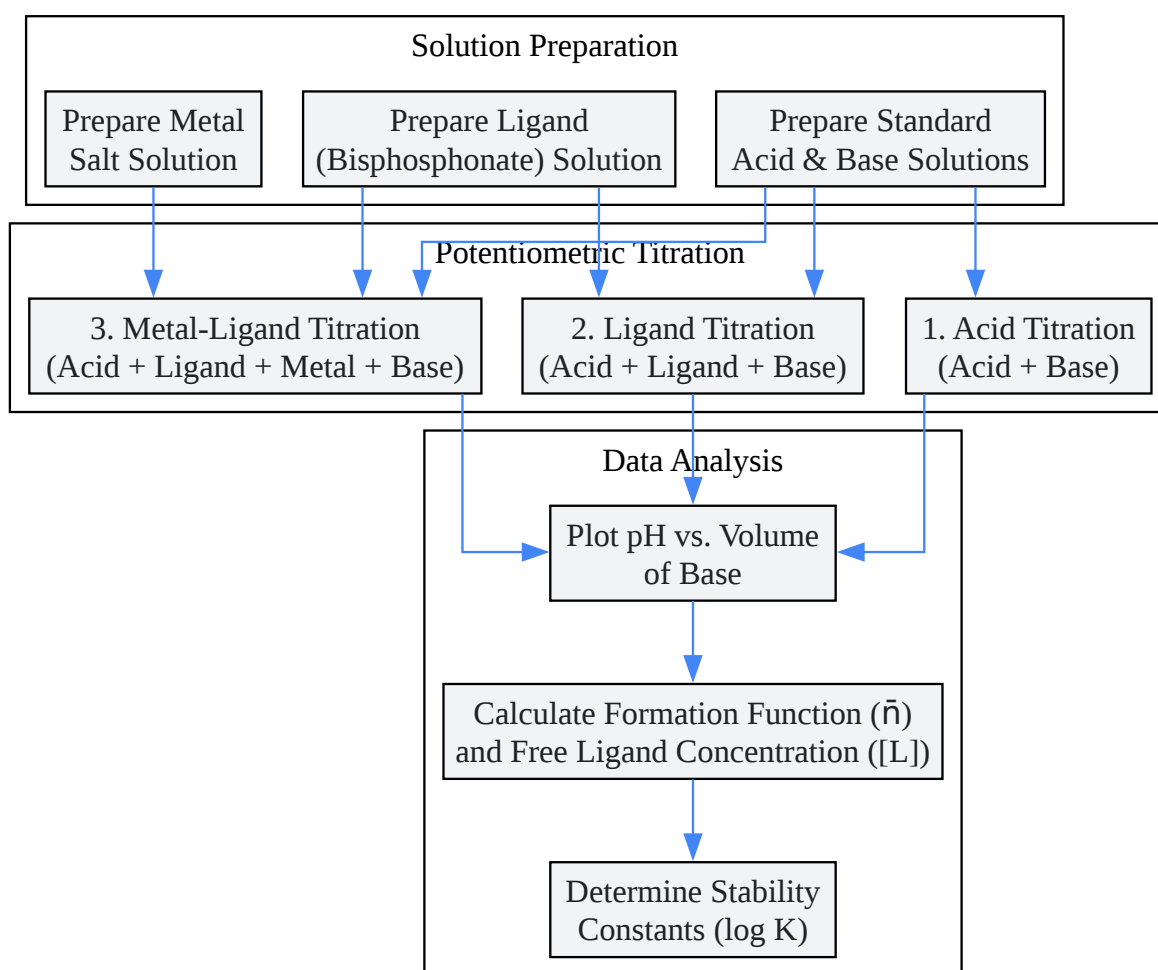 Solution Preparation
Prepare Metal
Salt Solution
Prepare Ligand
(Bisphosphonate) Solution
Prepare Standard
Acid & Base Solutions
Potentiometric Titration
3. Metal-Ligand Titration
(Acid + Ligand + Metal + Base)
2. Ligand Titration
(Acid + Ligand + Base)
1. Acid Titration
(Acid + Base)
Data Analysis
Plot pH vs. Volume
of Base
Calculate Formation Function (n̄)
and Free Ligand Concentration ([L])
Determine Stability
Constants (log K)